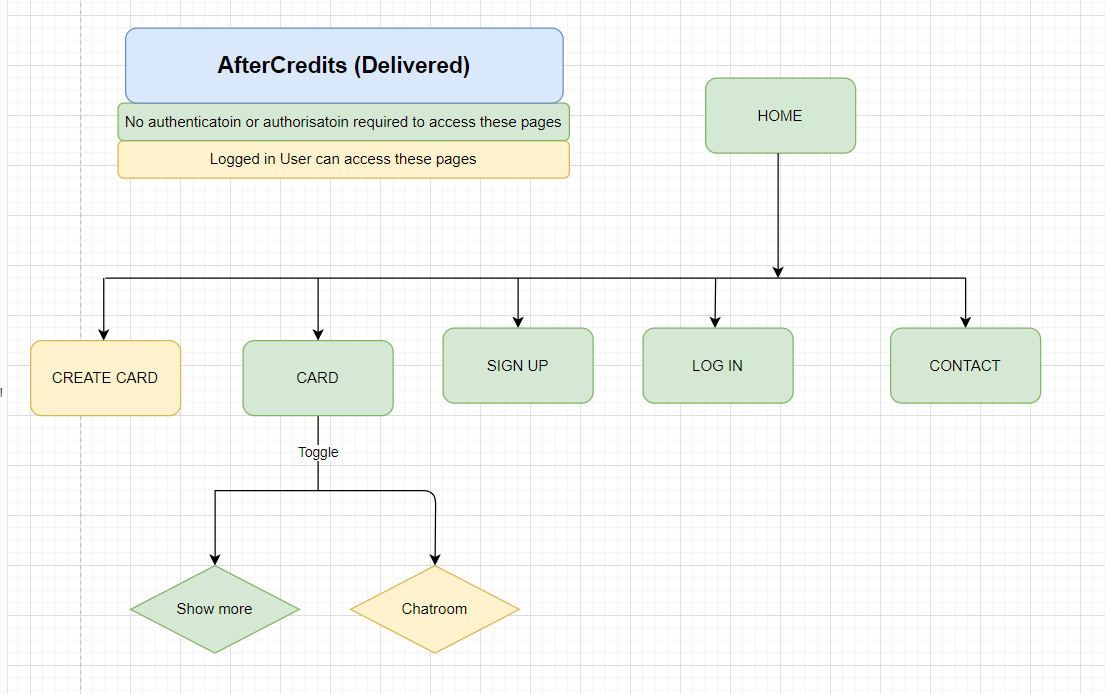 AfterCredits (Delivered)
No authenticatoin or authorisatoin required to access these pages
Logged in User can access these pages
HOME
CREATE CARD
CARD
SIGN UP
LOG IN
CONTACT
Toggle
Show more
Chatroom